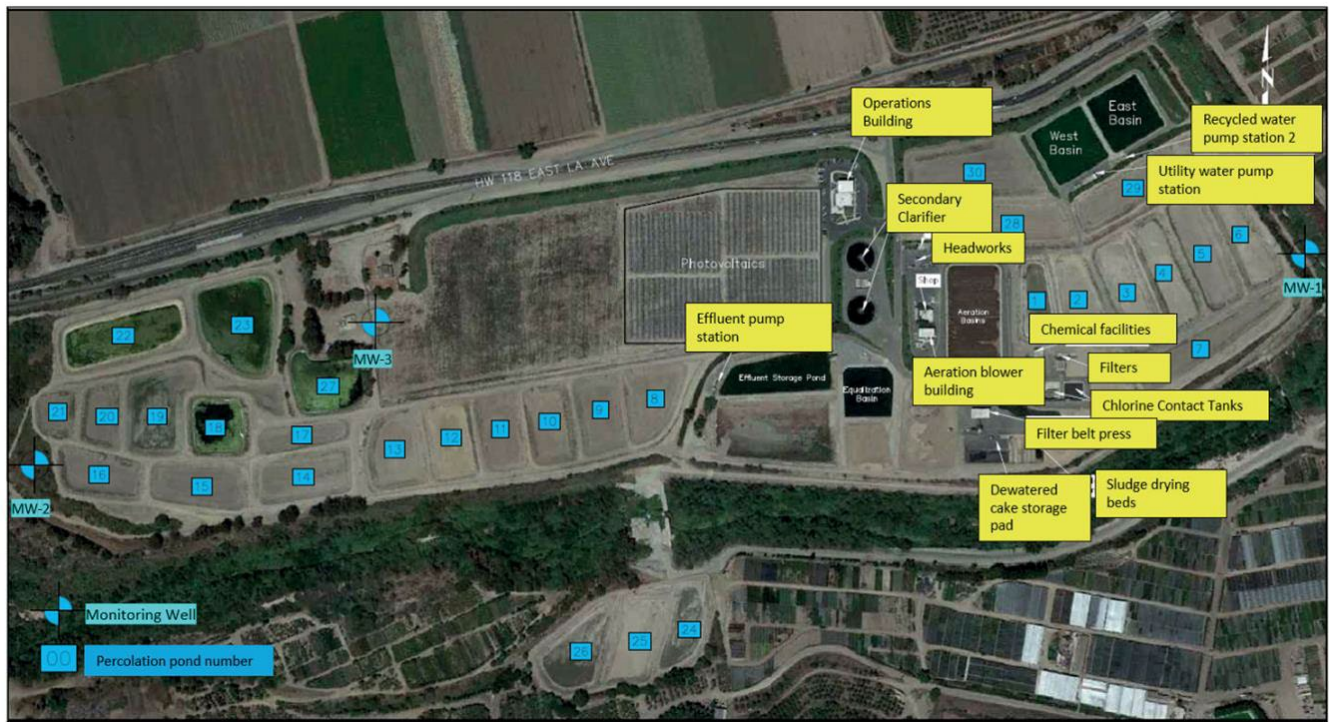 Operations
Building
East
Basin
West
Basin
N
Recycled water
pump station 2
Utility water pump
station
HW 118 EAST LA AVE
30
29
28
Secondary
Clarifier
Headworks
Photovoltaics
Shop
Aeration
Basins
1
2
3
4
5
6
7
MW-1
22
23
MW-3
27
Effluent pump
station
Chemical facilities
Effluent Storage Pond
Equalization
Basin
Aeration blower
building
Filters
Chlorine Contact Tanks
Filter belt press
21
20
19
18
17
13
12
11
10
9
8
16
15
14
MW-2
Dewatered
cake storage
pad
Sludge drying
beds
Monitoring Well
00 Percolation pond number
26
25
24